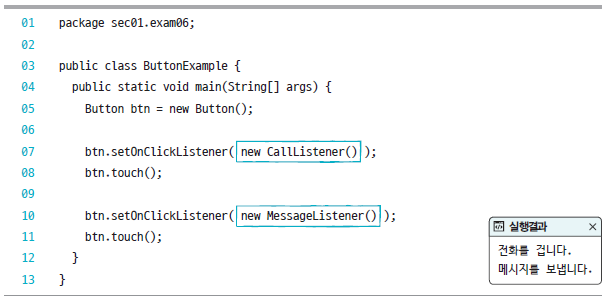 01 package sec01.exam06;
02
03 public class ButtonExample {
04 public static void main(String[] args) {
05 Button btn = new Button();
06
07 btn.setOnClickListener( new CallListener() );
08 btn.touch();
09
10 btn.setOnClickListener( new MessageListener() );
11 btn.touch();
12 }
13 }
실행결과 ×
전화를 겁니다.
메시지를 보냅니다.